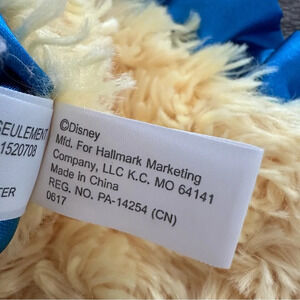 SEULEMENT
1520708
TER
©Disney
Mfd. For Hallmark Marketing
Company, LLC K.C. MO 64141
Made in China
REG. NO. PA-14254 (CN)
0617